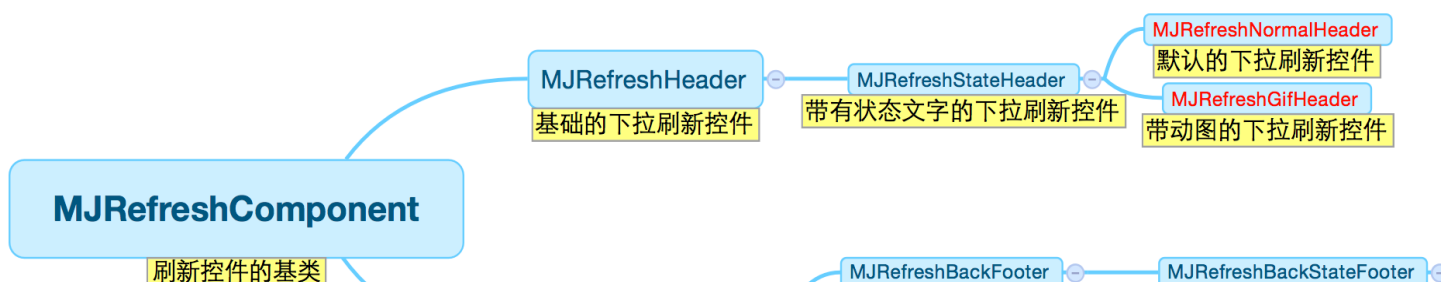 MJRefreshNormalHeader
默认的下拉刷新控件
MJRefreshHeader
基础的下拉刷新控件
MJRefreshStateHeader
带有状态文字的下拉刷新控件
MJRefreshGifHeader
带动图的下拉刷新控件
MJRefreshComponent
刷新控件的基类
MJRefreshBackFooter
MJRefreshBackStateFooter